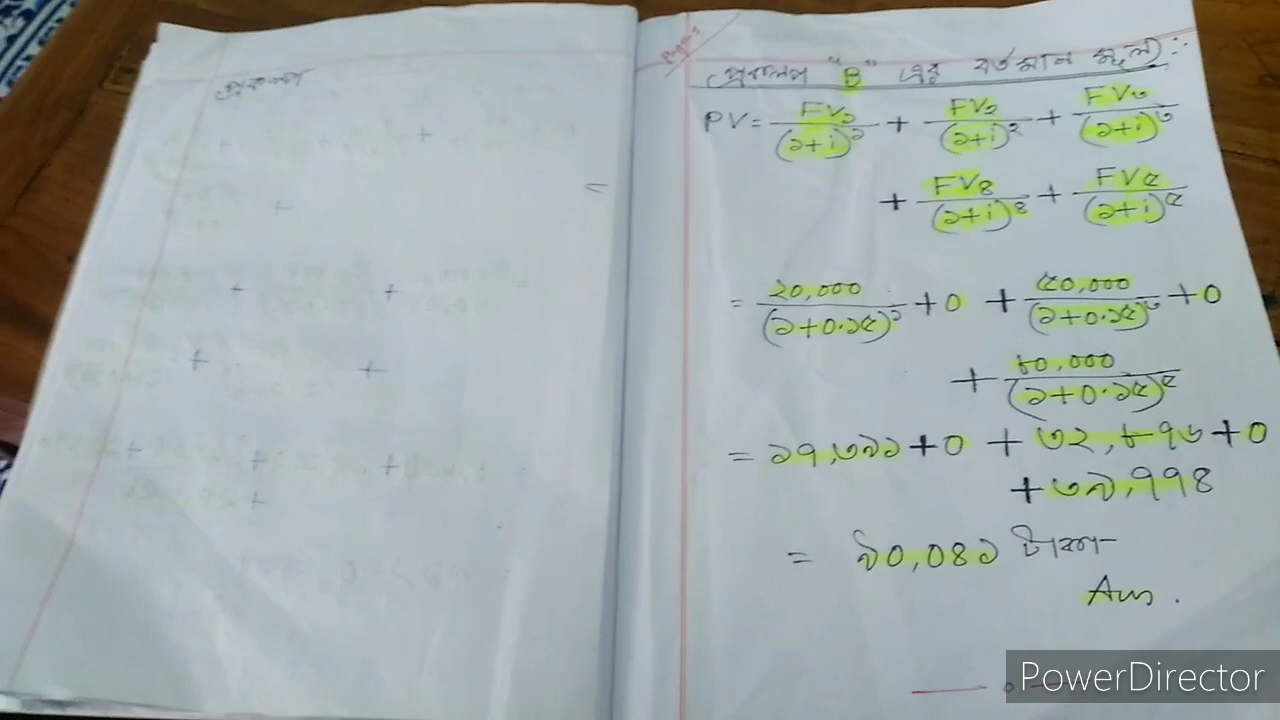 প্রকল্প
প্রকল্প "B" এর বর্তমান মূল্য :-
PV = FV১/(১+i)^১ + FV২/(১+i)^২ + FV৩/(১+i)^৩
+ FV৪/(১+i)^৪ + FV৫/(১+i)^৫
= ২০,০০০/(১+০.১৫)^১ + ০ + ৫০,০০০/(১+০.১৫)^৩ + ০
+ ৮০,০০০/(১+০.১৫)^৫
= ১৭,৩৯১ + ০ + ৩২,৮৭৬ + ০
+ ৩৯,৭৭৪
= ৯০,০৪১ টাকা
Ans.
PowerDirector